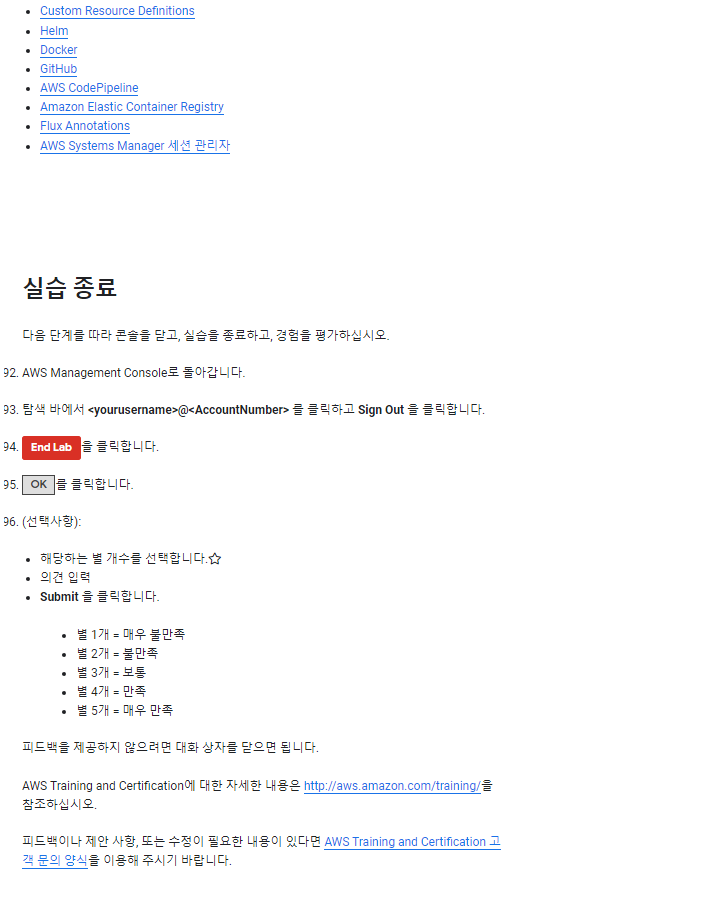 Custom Resource Definitions
Helm
Docker
GitHub
AWS CodePipeline
Amazon Elastic Container Registry
Flux Annotations
AWS Systems Manager 세션 관리자
실습 종료
다음 단계를 따라 콘솔을 닫고, 실습을 종료하고, 경험을 평가하십시오.
92. AWS Management Console로 돌아갑니다.
93. 탐색 바에서 <yourusername>@<AccountNumber> 를 클릭하고 Sign Out 을 클릭합니다.
94. End Lab을 클릭합니다.
95. OK를 클릭합니다.
96. (선택사항):
해당하는 별 개수를 선택합니다.☆
의견 입력
Submit 을 클릭합니다.
별 1개 = 매우 불만족
별 2개 = 불만족
별 3개 = 보통
별 4개 = 만족
별 5개 = 매우 만족
피드백을 제공하지 않으려면 대화 상자를 닫으면 됩니다.
AWS Training and Certification에 대한 자세한 내용은 http://aws.amazon.com/training/을
참조하십시오.
피드백이나 제안 사항, 또는 수정이 필요한 내용이 있다면 AWS Training and Certification 고
객 문의 양식을 이용해 주시기 바랍니다.